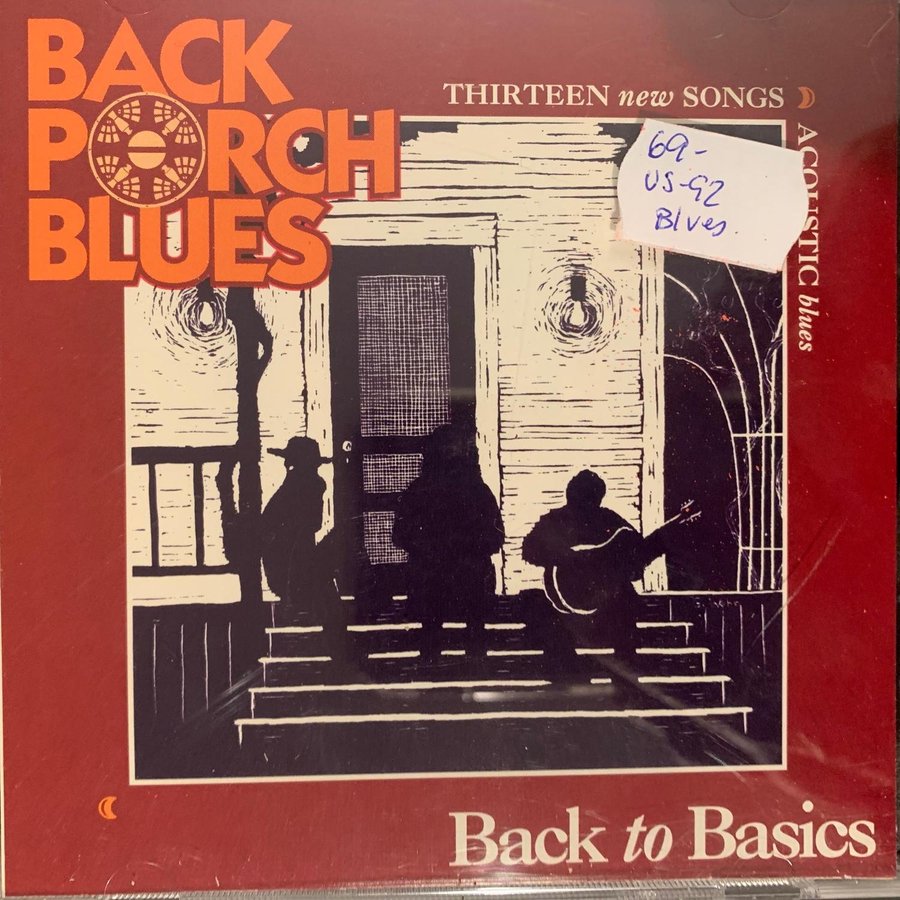 BACK
PORCH
BLUES
THIRTEEN new SONGS
ACOUSTIC blues
69-
US-92
Blues.
Back to Basics